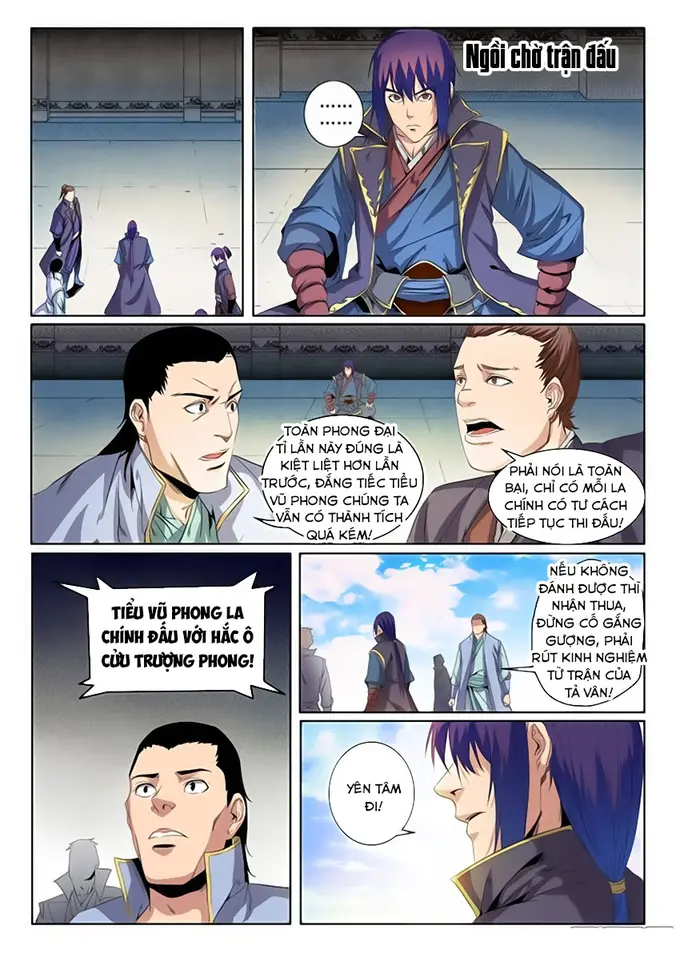 Ngồi chờ trận đấu
......
......
TOÀN PHONG ĐẠI
TỈ LẦN NÀY ĐÚNG LÀ
KIỆT LIỆT HƠN LẦN
TRƯỚC, ĐÁNG TIẾC TIỂU
VŨ PHONG CHÚNG TA
VẪN CÓ THÀNH TÍCH
QUÁ KÉM!
PHẢI NÓI LÀ TOÀN
BẠI, CHỈ CÓ MỖI LA
CHÍNH CÓ TƯ CÁCH
TIẾP TỤC THI ĐẤU!
TIỂU VŨ PHONG LA
CHÍNH ĐẤU VỚI HẮC Ô
CỬU TRƯỢNG PHONG!
NẾU KHÔNG
ĐÁNH ĐƯỢC THÌ
NHẬN THUA,
ĐỪNG CỐ GẮNG
GƯỢNG, PHẢI
RÚT KINH NGHIỆM
TỪ TRẬN CỦA
TẢ VÂN!
YÊN TÂM
ĐI!